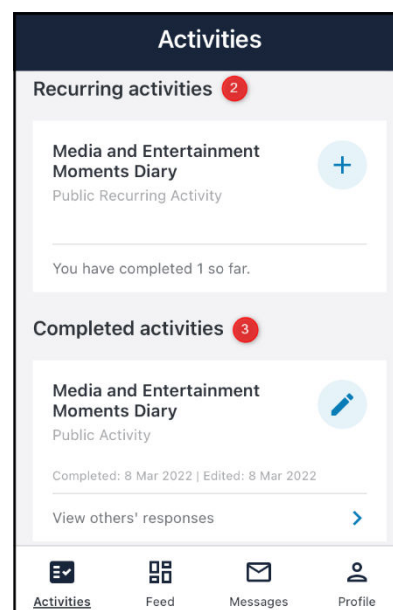 Activities
Recurring activities 2
Media and Entertainment
Moments Diary
Public Recurring Activity
You have completed 1 so far.
Completed activities 3
Media and Entertainment
Moments Diary
Public Activity
Completed: 8 Mar 2022 | Edited: 8 Mar 2022
View others' responses
Activities Feed Messages Profile